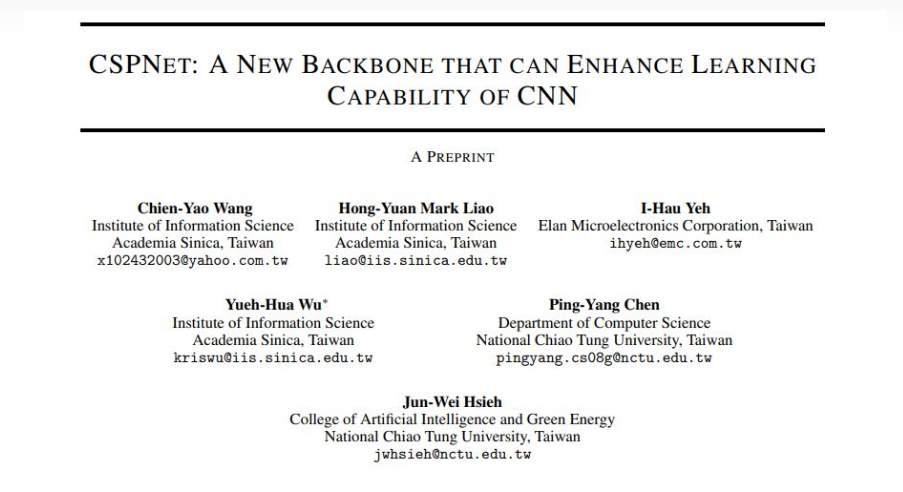 CSPNET: A NEW BACKBONE THAT CAN ENHANCE LEARNING
CAPABILITY OF CNN
A PREPRINT
Chien-Yao Wang
Institute of Information Science
Academia Sinica, Taiwan
x102432003@yahoo.com.tw
Hong-Yuan Mark Liao
Institute of Information Science
Academia Sinica, Taiwan
liao@iis.sinica.edu.tw
I-Hau Yeh
Elan Microelectronics Corporation, Taiwan
ihyeh@emc.com.tw
Yueh-Hua Wu*
Institute of Information Science
Academia Sinica, Taiwan
kriswu@iis.sinica.edu.tw
Ping-Yang Chen
Department of Computer Science
National Chiao Tung University, Taiwan
pingyang.cs08g@nctu.edu.tw
Jun-Wei Hsieh
College of Artificial Intelligence and Green Energy
National Chiao Tung University, Taiwan
jwhsieh@nctu.edu.tw